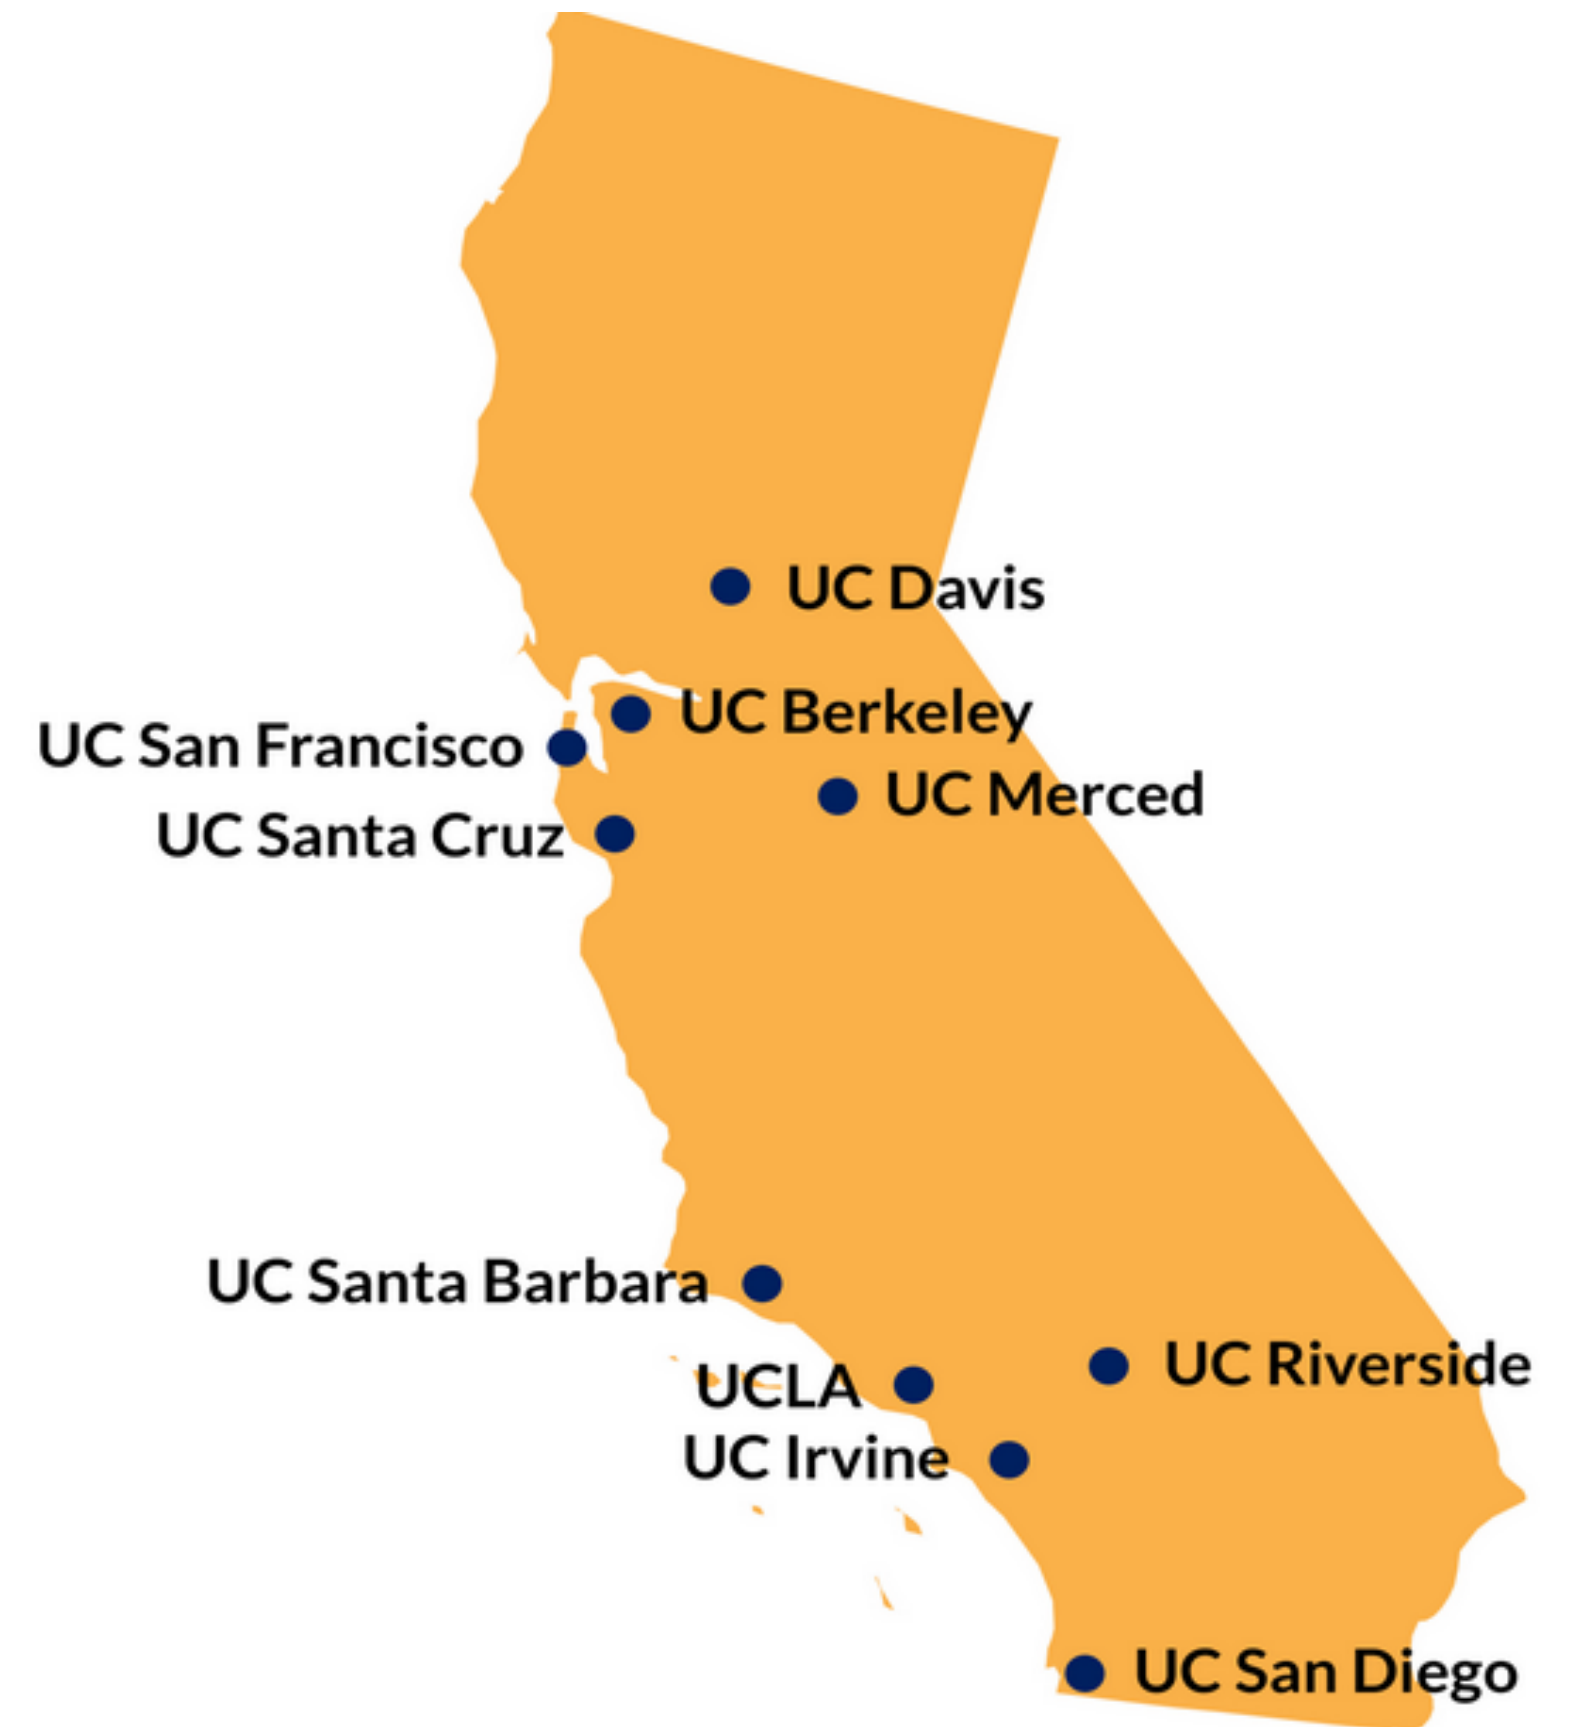 UC Davis
UC Berkeley
UC San Francisco
UC Merced
UC Santa Cruz
UC Santa Barbara
UC Riverside
UCLA
UC Irvine
UC San Diego